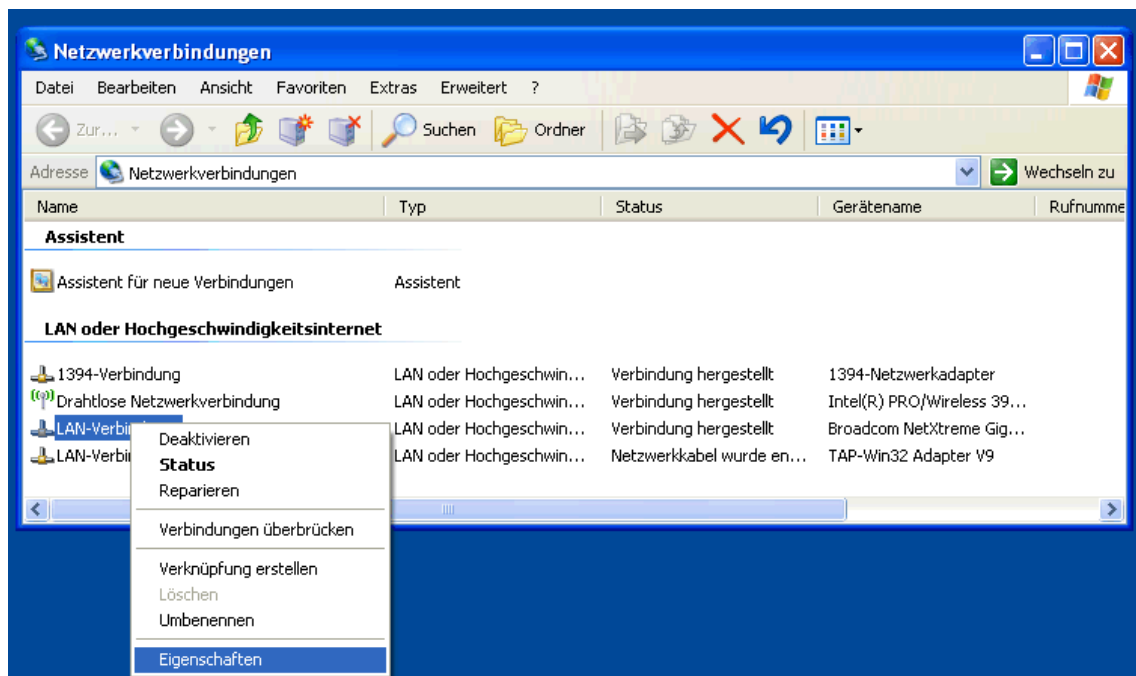 Netzwerkverbindungen
Datei Bearbeiten Ansicht Favoriten Extras Erweitert ?
Zur... Suchen Ordner
Adresse Netzwerkverbindungen Wechseln zu
Name Typ Status Gerätename Rufnumme
Assistent
Assistent für neue Verbindungen Assistent
LAN oder Hochgeschwindigkeitsinternet
1394-Verbindung LAN oder Hochgeschwin... Verbindung hergestellt 1394-Netzwerkadapter
Drahtlose Netzwerkverbindung LAN oder Hochgeschwin... Verbindung hergestellt Intel(R) PRO/Wireless 39...
LAN-Verbin LAN oder Hochgeschwin... Verbindung hergestellt Broadcom NetXtreme Gig...
LAN-Verbin LAN oder Hochgeschwin... Netzwerkkabel wurde en... TAP-Win32 Adapter V9
Deaktivieren
Status
Reparieren
Verbindungen überbrücken
Verknüpfung erstellen
Löschen
Umbenennen
Eigenschaften